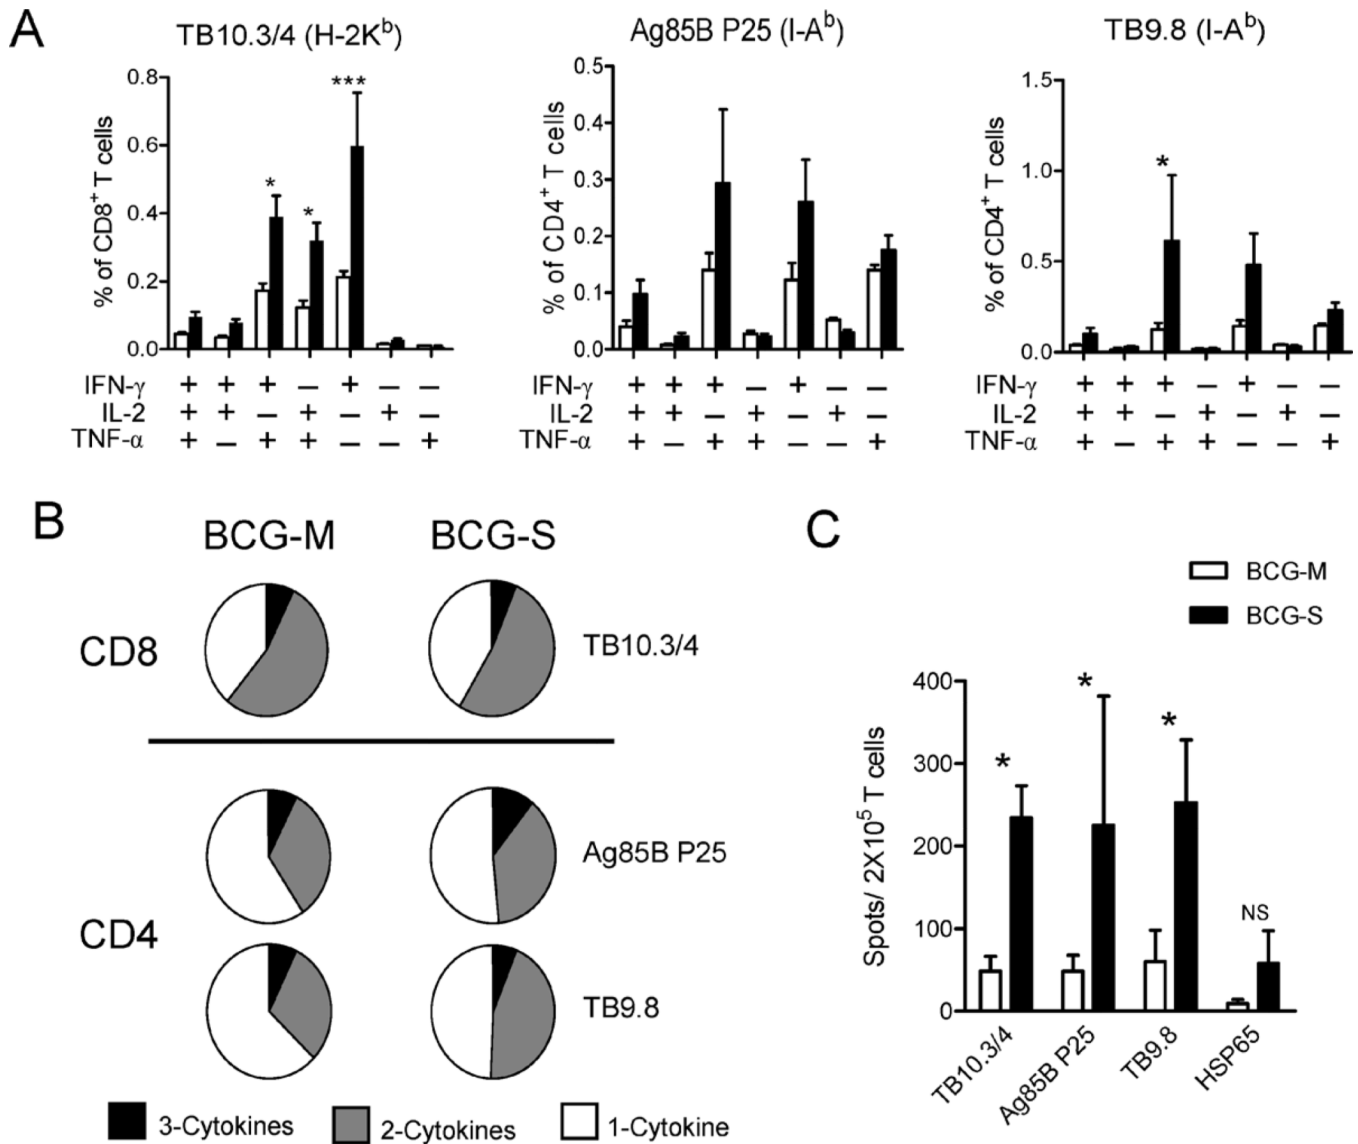 A
TB10.3/4 (H-2Kᵇ)
Ag85B P25 (I-Aᵇ)
TB9.8 (I-Aᵇ)
% of CD8⁺ T cells
0.8
0.6
0.4
0.2
0.0
*
*
***
% of CD4⁺ T cells
0.5
0.4
0.3
0.2
0.1
0.0
% of CD4⁺ T cells
1.5
1.0
0.5
0.0
*
IFN-γ + + + − + − −
IL-2 + + − + − + −
TNF-α + − + + − − +
IFN-γ + + + − + − −
IL-2 + + − + − + −
TNF-α + − + + − − +
IFN-γ + + + − + − −
IL-2 + + − + − + −
TNF-α + − + + − − +
B
BCG-M BCG-S
CD8
TB10.3/4
Ag85B P25
CD4
TB9.8
3-Cytokines 2-Cytokines 1-Cytokine
C
BCG-M
BCG-S
Spots/ 2X10⁵ T cells
400
300
200
100
0
*
*
*
NS
TB10.3/4
Ag85B P25
TB9.8
HSP65